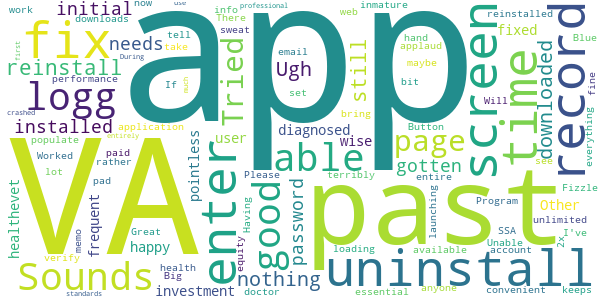 work
initial
now
use
professional
downloads
There
info
web
inmature
first
During
sweat
tell
take
hand
applaud
fix
needs
Tried
email
maybe
reinstalled
Blue
reinstall
performance
If
Ugh
still
set
bit
bring
fixed
Will
fine
everything
logg
crashed
much
app
screen
time
downloaded
record
installed
application
user
diagnosed
wise
Button
page
see
populate
Worked
paid
rather
entirely
pointless
enter
able
gotten
VA
lot
pad
Please
Having
good
password
terribly
entire
launching
past
Other
Fizzle
healthevet
memo
frequent
Great
happy
equity
Program
unlimited
verify
health
Big
nothing
loading
available
SSA
Unable
account
2x
I've
Sounds
investment
doctor
essential
anyone
uninstall
convenient
keeps
standards